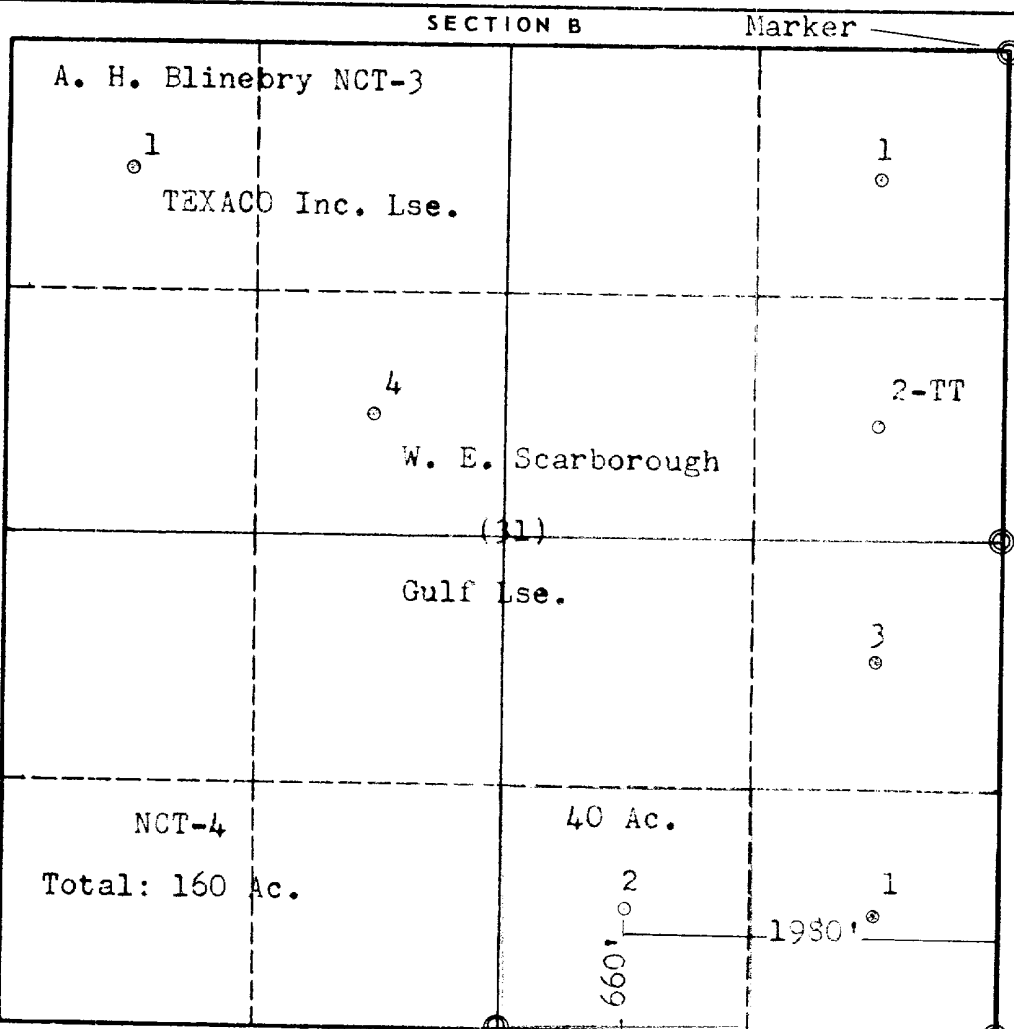 SECTION B
Marker
A. H. Blinebry NCT-3
1
1
TEXACO Inc. Lse.
4
2-TT
W. E. Scarborough
(31)
Gulf Lse.
3
NCT-4
40 Ac.
Total: 160 Ac.
2
1
1980'
660'